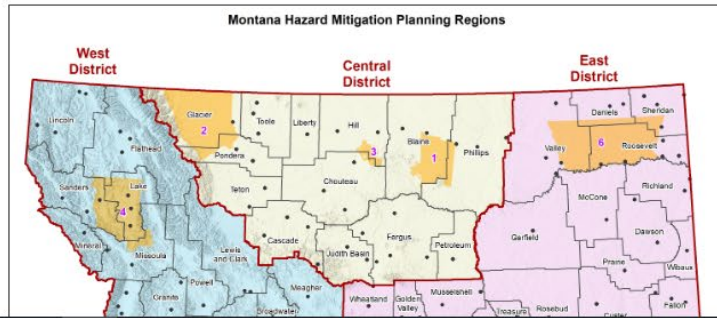 Montana Hazard Mitigation Planning Regions
West
District
Central
District
East
District
Lincoln
Flathead
Glacier
2
Toole
Liberty
Hill
3
Blaine
1
Phillips
Daniels
Sheridan
Valley
6
Roosevelt
Pondera
Teton
Chouteau
Richland
McCone
Sanders
Lake
4
Mineral
Missoula
Lewis
and Clark
Cascade
Judith Basin
Fergus
Petroleum
Garfield
Dawson
Prairie
Wibaux
Powell
Granite
Meagher
Broadwater
Wheatland
Golden
Valley
Musselshell
Treasure
Rosebud
Custer
Fallon